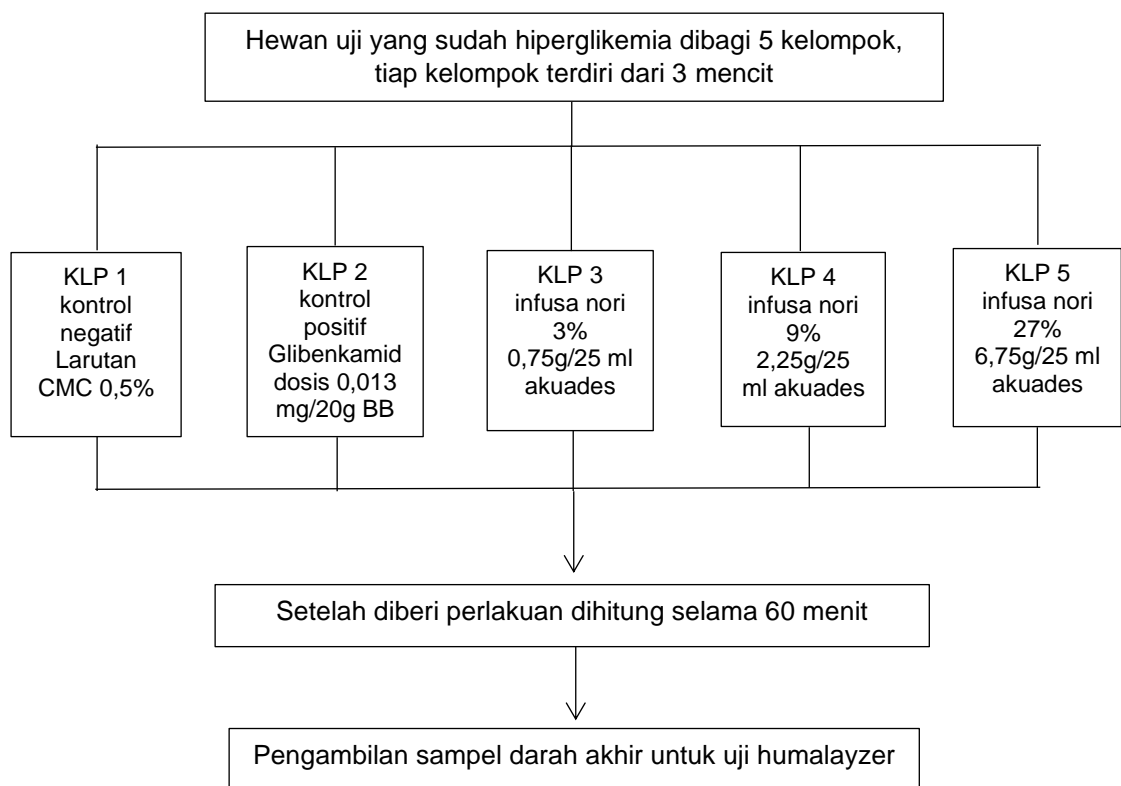 Hewan uji yang sudah hiperglikemia dibagi 5 kelompok,
tiap kelompok terdiri dari 3 mencit
KLP 1
kontrol
negatif
Larutan
CMC 0,5%
KLP 2
kontrol
positif
Glibenkamid
dosis 0,013
mg/20g BB
KLP 3
infusa nori
3%
0,75g/25 ml
akuades
KLP 4
infusa nori
9%
2,25g/25
ml akuades
KLP 5
infusa nori
27%
6,75g/25 ml
akuades
Setelah diberi perlakuan dihitung selama 60 menit
Pengambilan sampel darah akhir untuk uji humalayzer